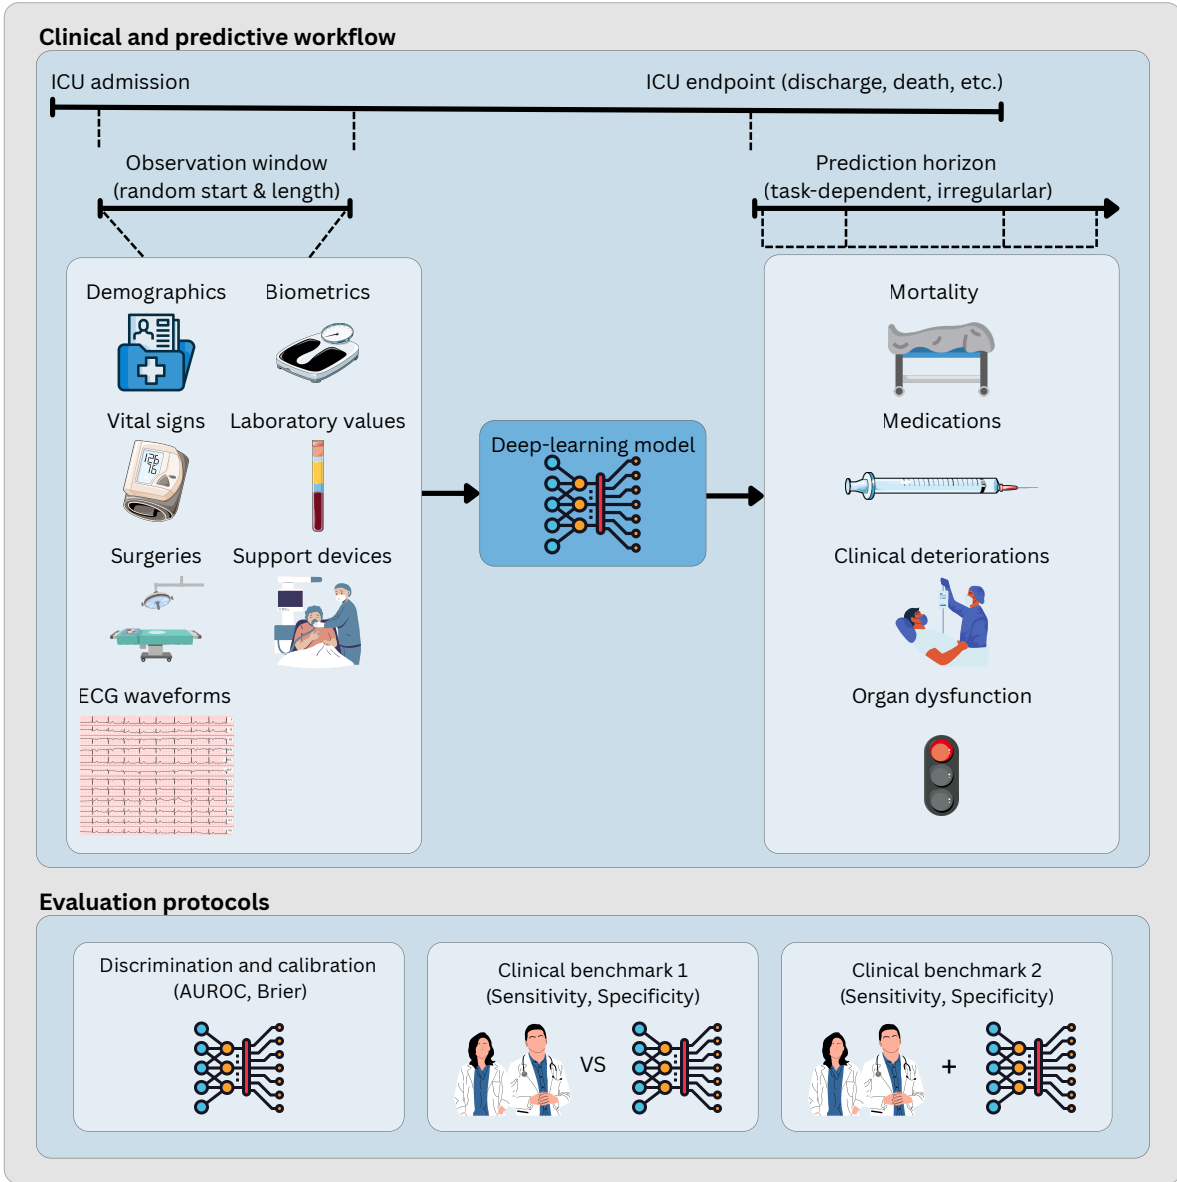 Clinical and predictive workflow
ICU admission
ICU endpoint (discharge, death, etc.)
Observation window
(random start & length)
Prediction horizon
(task-dependent, irregularlar)
Demographics
Biometrics
Vital signs
Laboratory values
126
76
Surgeries
Support devices
ECG waveforms
Deep-learning model
Mortality
Medications
Clinical deteriorations
Organ dysfunction
Evaluation protocols
Discrimination and calibration
(AUROC, Brier)
Clinical benchmark 1
(Sensitivity, Specificity)
VS
Clinical benchmark 2
(Sensitivity, Specificity)
+